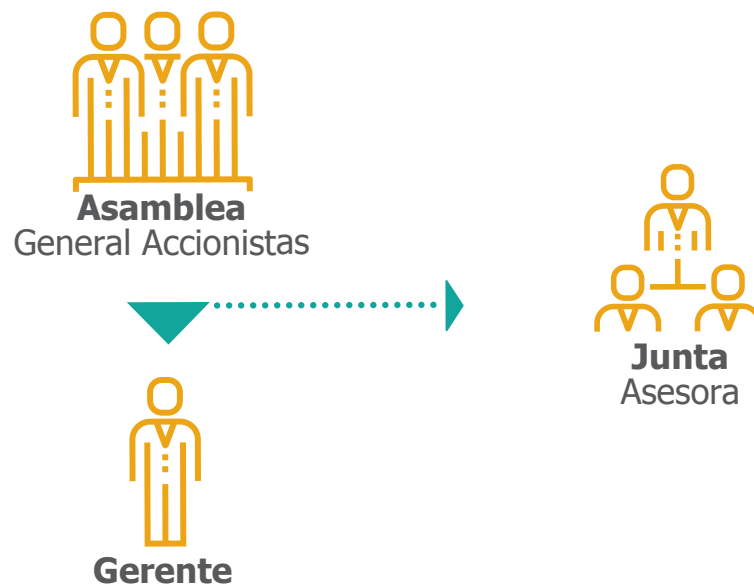 Asamblea
General Accionistas
Junta
Asesora
Gerente